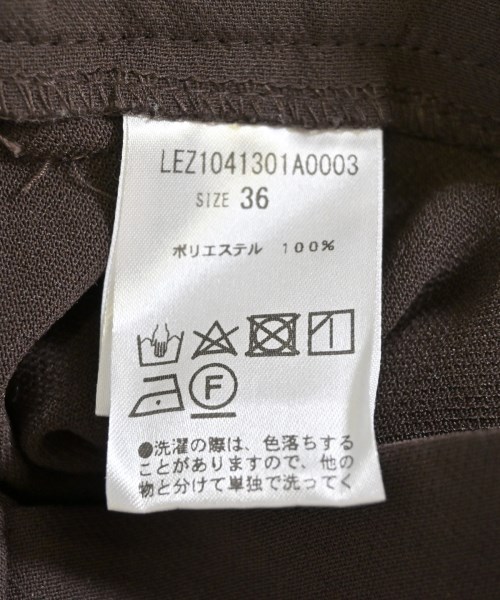 LEZ1041301A0003
SIZE 36
ポリエステル 100%
F
●洗濯の際は、色落ちする
ことがありますので、他の
物と分けて単独で洗ってく